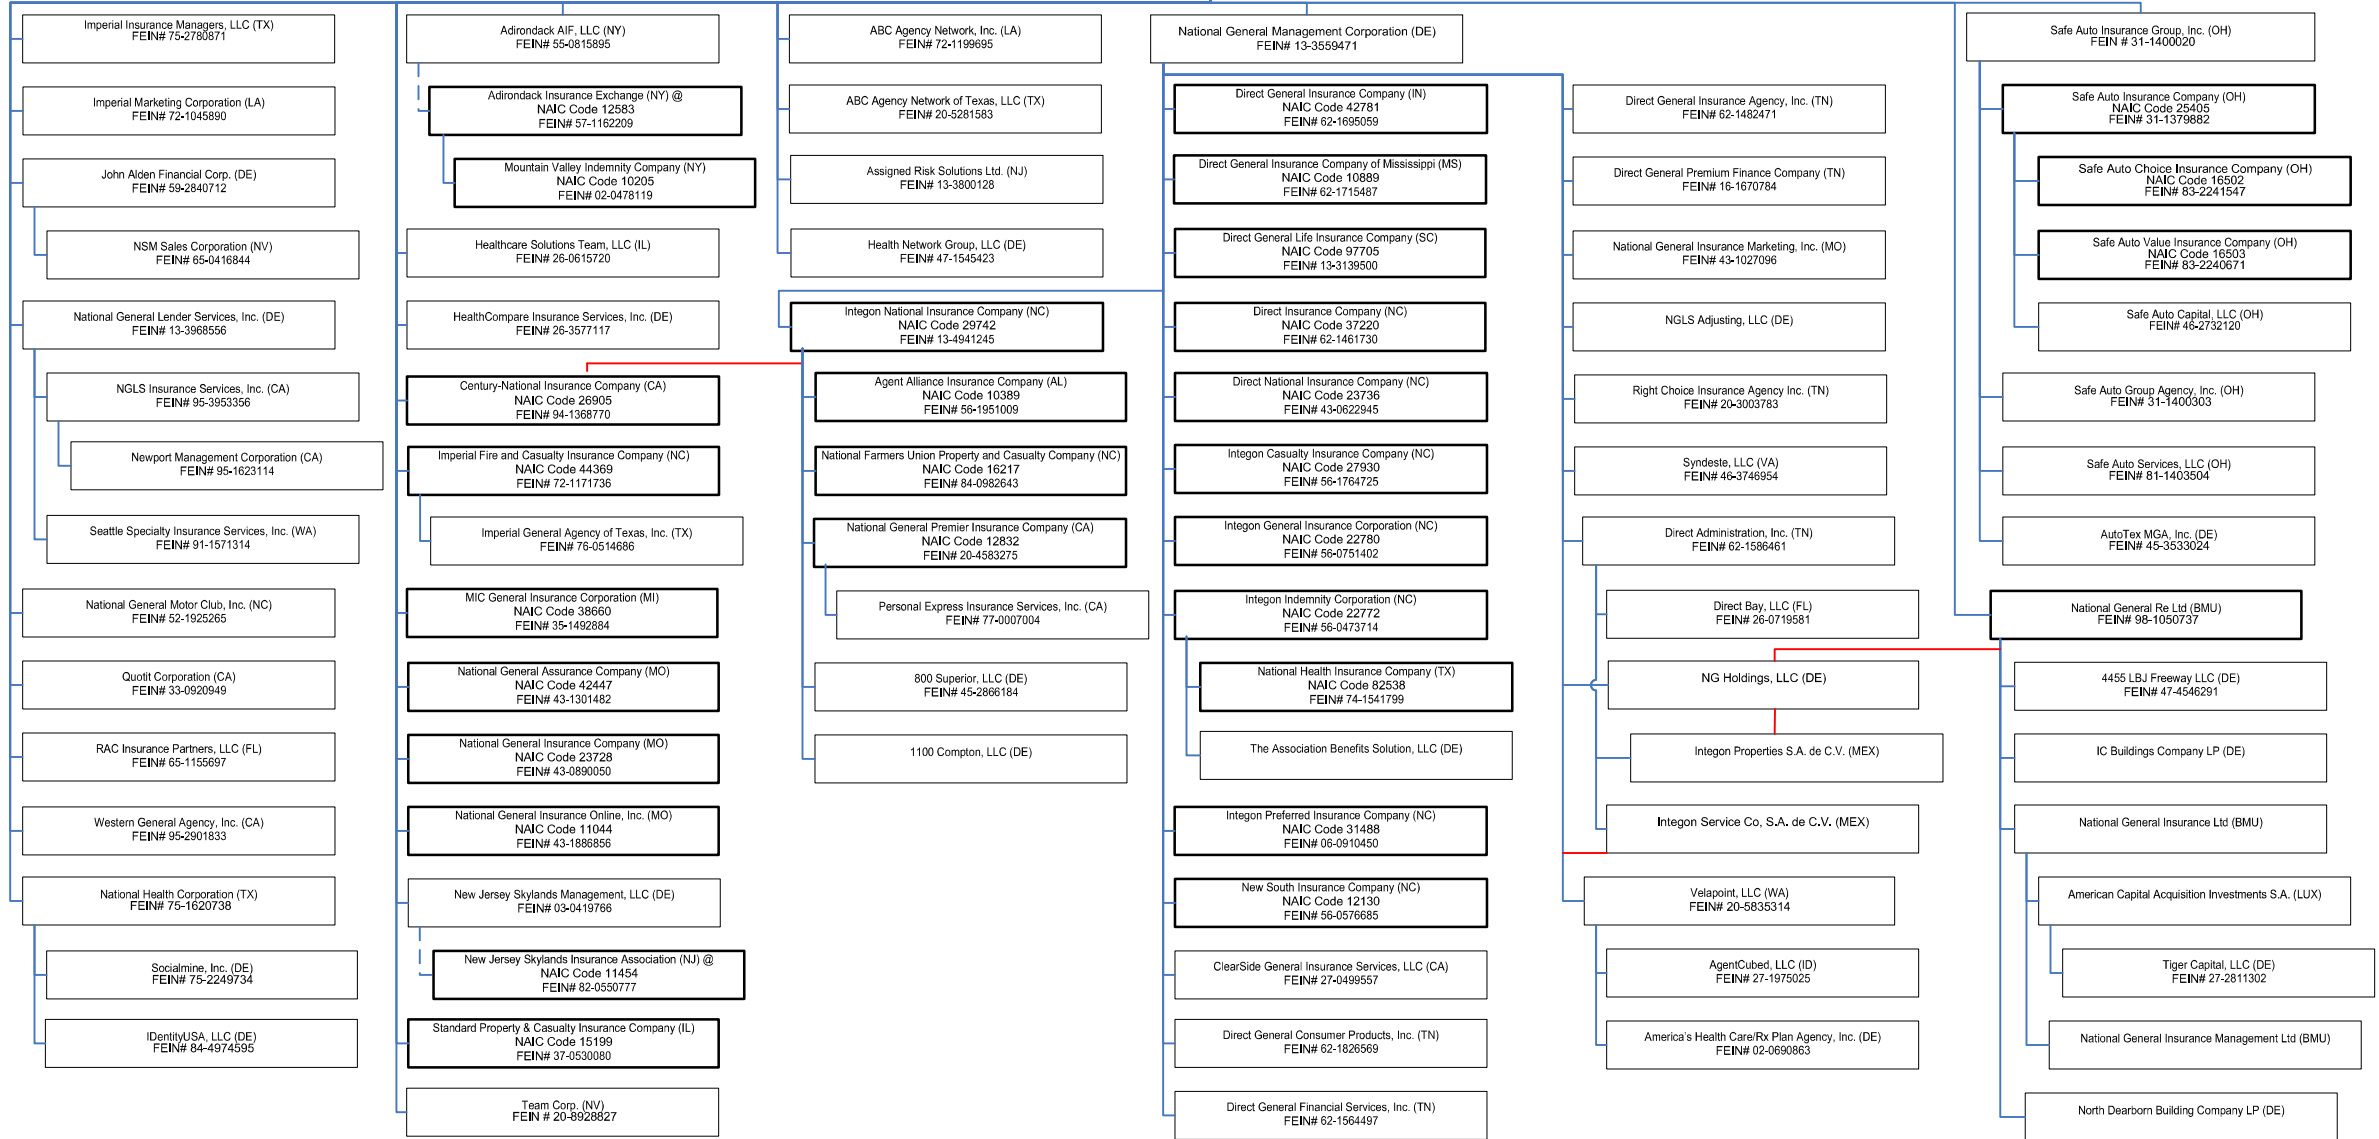 Imperial Insurance Managers, LLC (TX)
FEIN# 75-2780871
Imperial Marketing Corporation (LA)
FEIN# 72-1045890
John Alden Financial Corp. (DE)
FEIN# 59-2840712
NSM Sales Corporation (NV)
FEIN# 65-0416844
National General Lender Services, Inc. (DE)
FEIN# 13-3968556
NGLS Insurance Services, Inc. (CA)
FEIN# 95-3953356
Newport Management Corporation (CA)
FEIN# 95-1623114
Seattle Specialty Insurance Services, Inc. (WA)
FEIN# 91-1571314
National General Motor Club, Inc. (NC)
FEIN# 52-1925265
Quotit Corporation (CA)
FEIN# 33-0920949
RAC Insurance Partners, LLC (FL)
FEIN# 65-1155697
Western General Agency, Inc. (CA)
FEIN# 95-2901833
National Health Corporation (TX)
FEIN# 75-1620738
Socialmine, Inc. (DE)
FEIN# 75-2249734
IDentityUSA, LLC (DE)
FEIN# 84-4974595
Adirondack AIF, LLC (NY)
FEIN# 55-0815895
Adirondack Insurance Exchange (NY) @
NAIC Code 12583
FEIN# 57-1162209
Mountain Valley Indemnity Company (NY)
NAIC Code 10205
FEIN# 02-0478119
Healthcare Solutions Team, LLC (IL)
FEIN# 26-0615720
HealthCompare Insurance Services, Inc. (DE)
FEIN# 26-3577117
Century-National Insurance Company (CA)
NAIC Code 26905
FEIN# 94-1368770
Imperial Fire and Casualty Insurance Company (NC)
NAIC Code 44369
FEIN# 72-1171736
Imperial General Agency of Texas, Inc. (TX)
FEIN# 76-0514686
MIC General Insurance Corporation (MI)
NAIC Code 38660
FEIN# 35-1492884
National General Assurance Company (MO)
NAIC Code 42447
FEIN# 43-1301482
National General Insurance Company (MO)
NAIC Code 23728
FEIN# 43-0890050
National General Insurance Online, Inc. (MO)
NAIC Code 11044
FEIN# 43-1886856
New Jersey Skylands Management, LLC (DE)
FEIN# 03-0419766
New Jersey Skylands Insurance Association (NJ) @
NAIC Code 11454
FEIN# 82-0550777
Standard Property & Casualty Insurance Company (IL)
NAIC Code 15199
FEIN# 37-0530080
Team Corp. (NV)
FEIN # 20-8928827
ABC Agency Network, Inc. (LA)
FEIN# 72-1199695
ABC Agency Network of Texas, LLC (TX)
FEIN# 20-5281583
Assigned Risk Solutions Ltd. (NJ)
FEIN# 13-3800128
Health Network Group, LLC (DE)
FEIN# 47-1545423
Integon National Insurance Company (NC)
NAIC Code 29742
FEIN# 13-4941245
Agent Alliance Insurance Company (AL)
NAIC Code 10389
FEIN# 56-1951009
National Farmers Union Property and Casualty Company (NC)
NAIC Code 16217
FEIN# 84-0982643
National General Premier Insurance Company (CA)
NAIC Code 12832
FEIN# 20-4583275
Personal Express Insurance Services, Inc. (CA)
FEIN# 77-0007004
800 Superior, LLC (DE)
FEIN# 45-2866184
1100 Compton, LLC (DE)
National General Management Corporation (DE)
FEIN# 13-3559471
Direct General Insurance Company (IN)
NAIC Code 42781
FEIN# 62-1695059
Direct General Insurance Company of Mississippi (MS)
NAIC Code 10889
FEIN# 62-1715487
Direct General Life Insurance Company (SC)
NAIC Code 97705
FEIN# 13-3139500
Direct Insurance Company (NC)
NAIC Code 37220
FEIN# 62-1461730
Direct National Insurance Company (NC)
NAIC Code 23736
FEIN# 43-0622945
Integon Casualty Insurance Company (NC)
NAIC Code 27930
FEIN# 56-1764725
Integon General Insurance Corporation (NC)
NAIC Code 22780
FEIN# 56-0751402
Integon Indemnity Corporation (NC)
NAIC Code 22772
FEIN# 56-0473714
National Health Insurance Company (TX)
NAIC Code 82538
FEIN# 74-1541799
The Association Benefits Solution, LLC (DE)
Integon Preferred Insurance Company (NC)
NAIC Code 31488
FEIN# 06-0910450
New South Insurance Company (NC)
NAIC Code 12130
FEIN# 56-0576685
ClearSide General Insurance Services, LLC (CA)
FEIN# 27-0499557
Direct General Consumer Products, Inc. (TN)
FEIN# 62-1826569
Direct General Financial Services, Inc. (TN)
FEIN# 62-1564497
Direct General Insurance Agency, Inc. (TN)
FEIN# 62-1482471
Direct General Premium Finance Company (TN)
FEIN# 16-1670784
National General Insurance Marketing, Inc. (MO)
FEIN# 43-1027096
NGLS Adjusting, LLC (DE)
Right Choice Insurance Agency Inc. (TN)
FEIN# 20-3003783
Syndeste, LLC (VA)
FEIN# 46-3746954
Direct Administration, Inc. (TN)
FEIN# 62-1586461
Direct Bay, LLC (FL)
FEIN# 26-0719581
NG Holdings, LLC (DE)
Integon Properties S.A. de C.V. (MEX)
Integon Service Co, S.A. de C.V. (MEX)
Velapoint, LLC (WA)
FEIN# 20-5835314
AgentCubed, LLC (ID)
FEIN# 27-1975025
America's Health Care/Rx Plan Agency, Inc. (DE)
FEIN# 02-0690863
Safe Auto Insurance Group, Inc. (OH)
FEIN # 31-1400020
Safe Auto Insurance Company (OH)
NAIC Code 25405
FEIN# 31-1379882
Safe Auto Choice Insurance Company (OH)
NAIC Code 16502
FEIN# 83-2241547
Safe Auto Value Insurance Company (OH)
NAIC Code 16503
FEIN# 83-2240671
Safe Auto Capital, LLC (OH)
FEIN# 46-2732120
Safe Auto Group Agency, Inc. (OH)
FEIN# 31-1400303
Safe Auto Services, LLC (OH)
FEIN# 81-1403504
AutoTex MGA, Inc. (DE)
FEIN# 45-3533024
National General Re Ltd (BMU)
FEIN# 98-1050737
4455 LBJ Freeway LLC (DE)
FEIN# 47-4546291
IC Buildings Company LP (DE)
National General Insurance Ltd (BMU)
American Capital Acquisition Investments S.A. (LUX)
Tiger Capital, LLC (DE)
FEIN# 27-2811302
National General Insurance Management Ltd (BMU)
North Dearborn Building Company LP (DE)